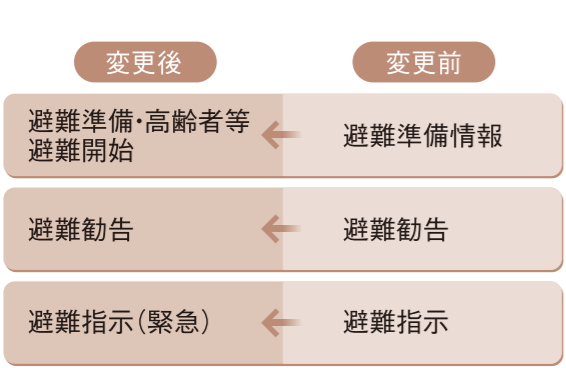 変更後
変更前
避難準備・高齢者等
避難開始
避難準備情報
避難勧告
避難勧告
避難指示（緊急）
避難指示